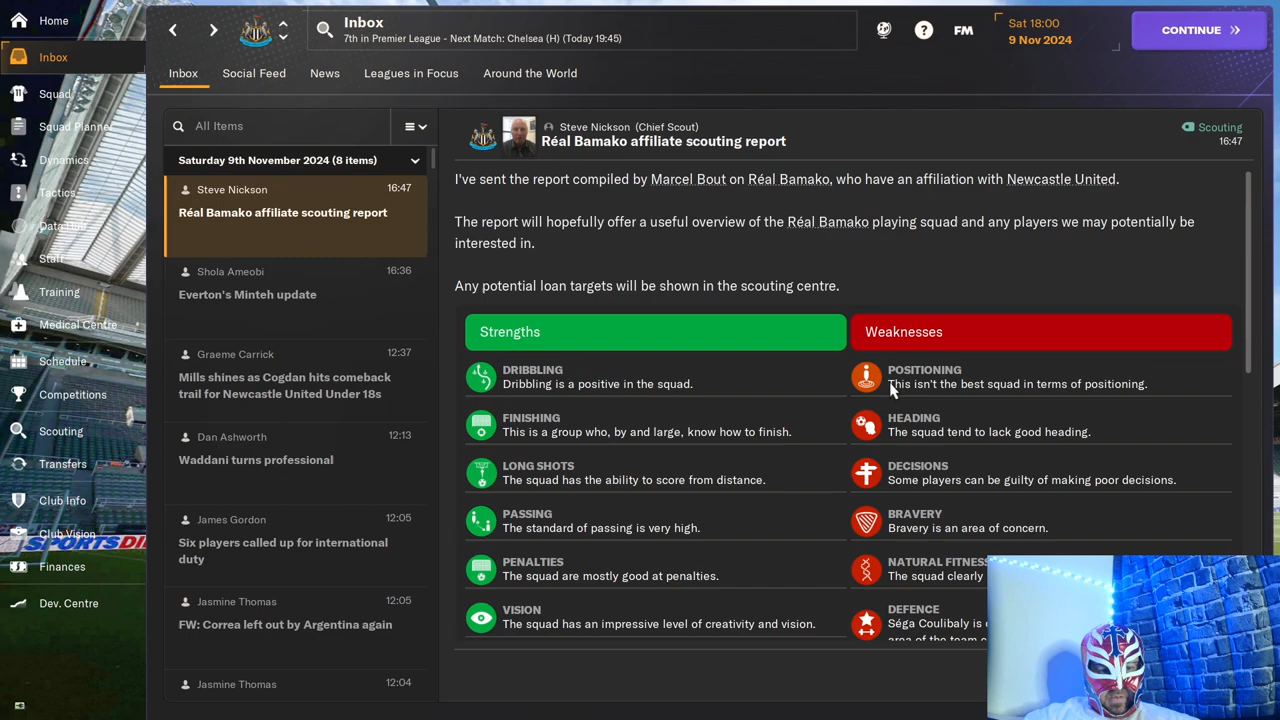 Home
Inbox
Squad
Squad Planner
Dynamics
Tactics
Data Hub
Staff
Training
Medical Centre
Schedule
Competitions
Scouting
Transfers
Club Info
Club Vision
SPORTS DI
Finances
Dev. Centre
Inbox
7th in Premier League - Next Match: Chelsea (H) (Today 19:45)
?
FM
Sat 18:00
9 Nov 2024
CONTINUE
Inbox
Social Feed
News
Leagues in Focus
Around the World
All Items
Saturday 9th November 2024 (8 items)
Steve Nickson
16:47
Réal Bamako affiliate scouting report
Shola Ameobi
16:36
Everton's Minteh update
Graeme Carrick
12:37
Mills shines as Cogdan hits comeback
trail for Newcastle United Under 18s
Dan Ashworth
12:13
Waddani turns professional
James Gordon
12:05
Six players called up for international
duty
Jasmine Thomas
12:05
FW: Correa left out by Argentina again
Jasmine Thomas
12:04
Steve Nickson (Chief Scout)
Réal Bamako affiliate scouting report
Scouting
16:47
I've sent the report compiled by Marcel Bout on Réal Bamako, who have an affiliation with Newcastle United.
The report will hopefully offer a useful overview of the Réal Bamako playing squad and any players we may potentially be
interested in.
Any potential loan targets will be shown in the scouting centre.
Strengths
DRIBBLING
Dribbling is a positive in the squad.
FINISHING
This is a group who, by and large, know how to finish.
LONG SHOTS
The squad has the ability to score from distance.
PASSING
The standard of passing is very high.
PENALTIES
The squad are mostly good at penalties.
VISION
The squad has an impressive level of creativity and vision.
Weaknesses
POSITIONING
This isn't the best squad in terms of positioning.
HEADING
The squad tend to lack good heading.
DECISIONS
Some players can be guilty of making poor decisions.
BRAVERY
Bravery is an area of concern.
NATURAL FITNESS
The squad clearly
DEFENCE
Séga Coulibaly is
area of the team